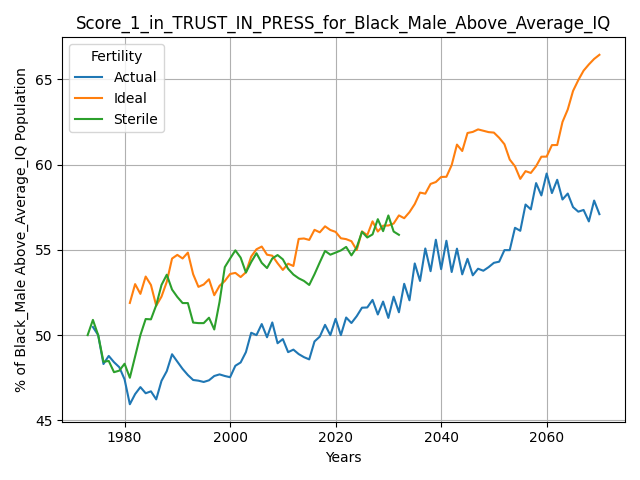 Score_1_in_TRUST_IN_PRESS_for_Black_Male_Above_Average_IQ
Fertility
Actual
Ideal
Sterile
% of Black_Male Above_Average_IQ Population
65
60
55
50
45
1980
2000
2020
2040
2060
Years